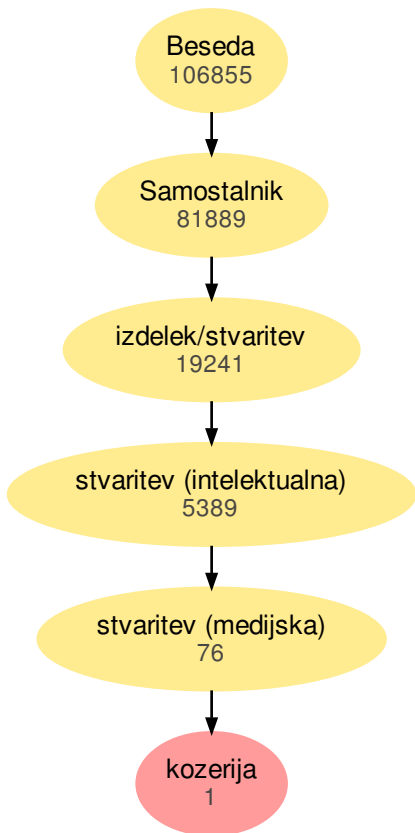 Beseda
106855
Samostalnik
81889
izdelek/stvaritev
19241
stvaritev (intelektualna)
5389
stvaritev (medijska)
76
kozerija
1